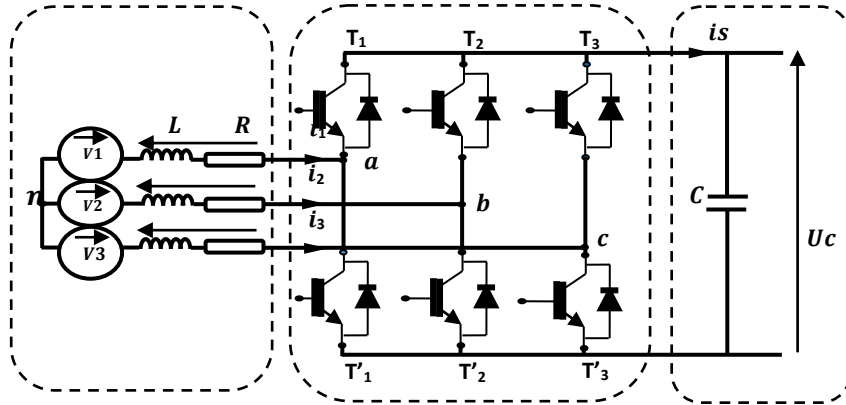 T1 T2 T3 is
L R
i1
V1
a
i2
n V2
b
i3
V3
c
C Uc
T'1 T'2 T'3